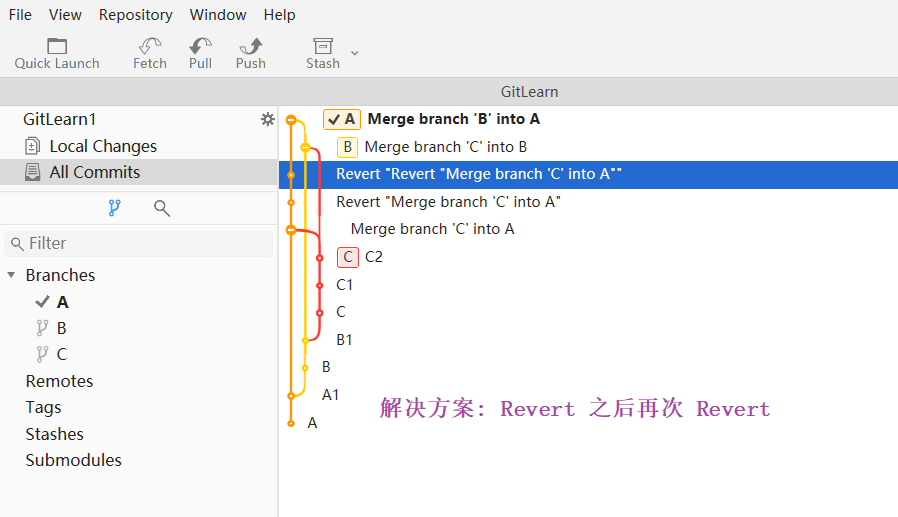 File View Repository Window Help
Quick Launch Fetch Pull Push Stash
GitLearn
GitLearn1
Local Changes
All Commits
Filter
Branches
A
B
C
Remotes
Tags
Stashes
Submodules
A Merge branch 'B' into A
B Merge branch 'C' into B
Revert "Revert "Merge branch 'C' into A""
Revert "Merge branch 'C' into A"
Merge branch 'C' into A
C C2
C1
C
B1
B
A1
A
解决方案: Revert 之后再次 Revert